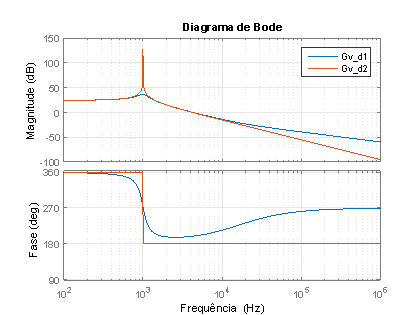 Diagrama de Bode
Magnitude (dB)
150
100
50
0
-50
-100
Gv_d1
Gv_d2
Fase (deg)
360
270
180
90
10^2
10^3
10^4
10^5
10^6
Frequência (Hz)